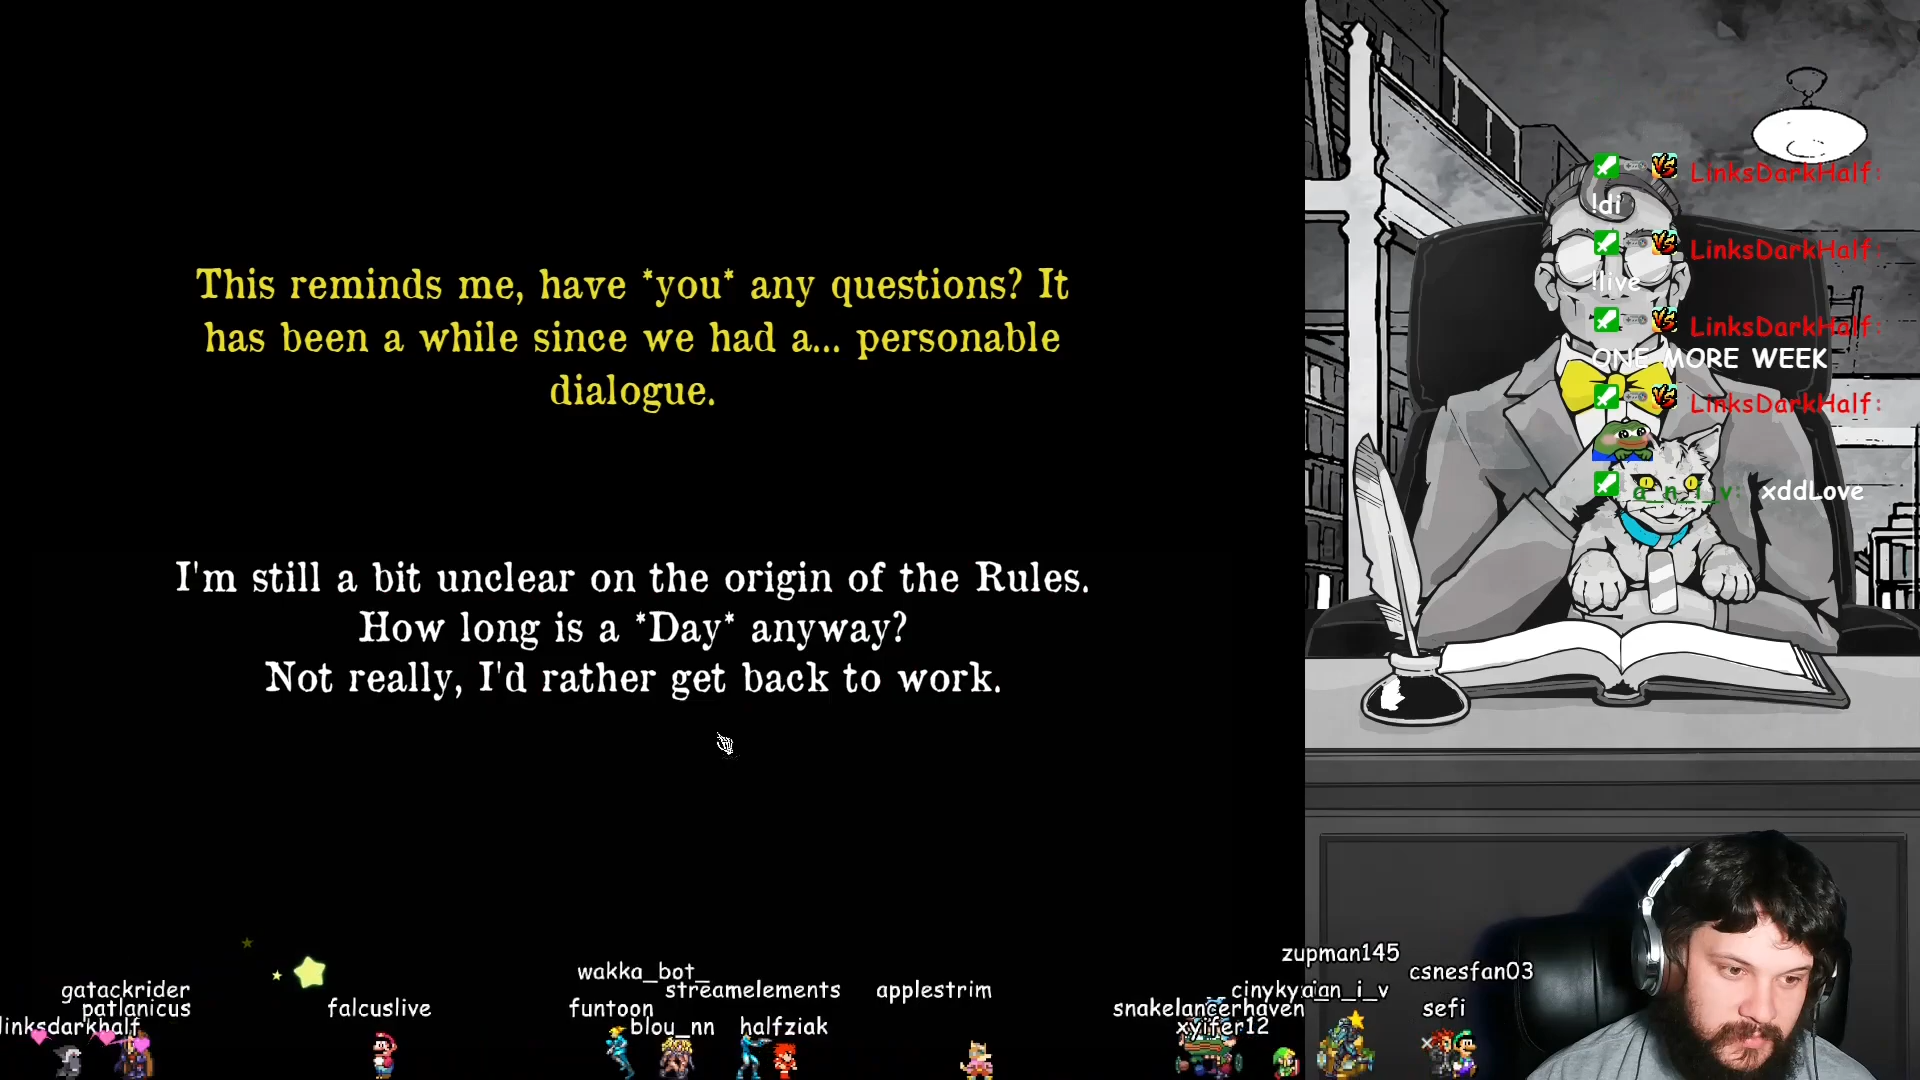 This reminds me, have *you* any questions? It
has been a while since we had a... personable
dialogue.
I'm still a bit unclear on the origin of the Rules.
How long is a *Day* anyway?
Not really, I'd rather get back to work.
LinksDarkHalf:
!di
LinksDarkHalf:
!live
LinksDarkHalf:
ONE MORE WEEK
LinksDarkHalf:
a_n_i_v: xddLove
zupman145
wakka_bot_
csnesfan03
gatackrider
streamelements
applestrim
patlanicus
falcuslive
funtoon
snakelancerhaven
sefi
linksdarkhalf
blou_nn
halfziak
xyifer12